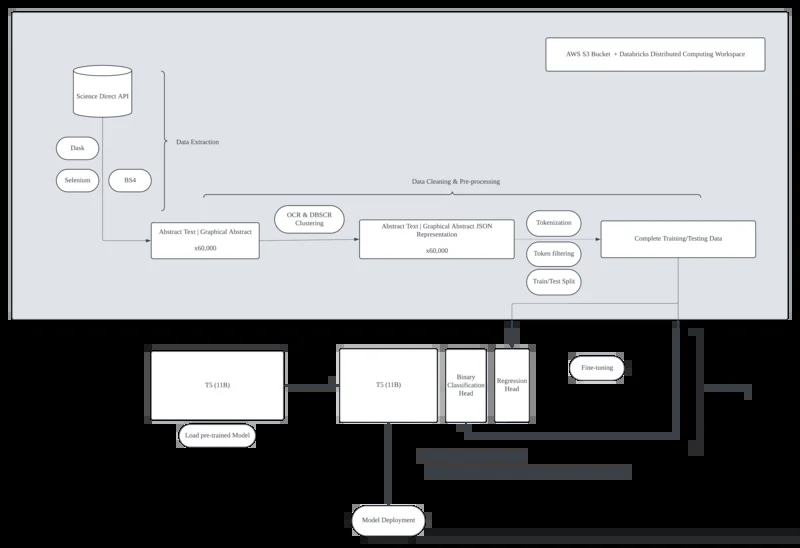 AWS S3 Bucket + Databricks Distributed Computing Workspace
Science Direct API
Data Extraction
Dask
Selenium
BS4
Data Cleaning & Pre-processing
Abstract Text | Graphical Abstract
x60,000
OCR & DBSCR
Clustering
Abstract Text | Graphical Abstract JSON
Representation
x60,000
Tokenization
Token filtering
Train/Test Split
Complete Training/Testing Data
T5 (11B)
Load pre-trained Model
T5 (11B)
Binary
Classification
Head
Regression
Head
Fine-tuning
Model Deployment